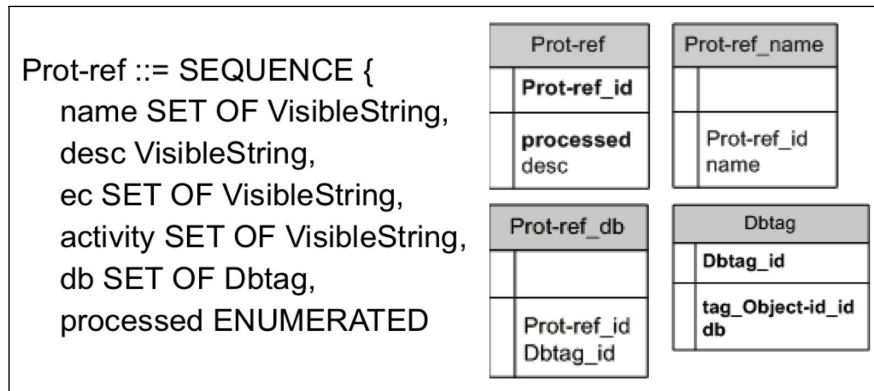 Prot-ref ::= SEQUENCE {
name SET OF VisibleString,
desc VisibleString,
ec SET OF VisibleString,
activity SET OF VisibleString,
db SET OF Dbtag,
processed ENUMERATED
Prot-ref
Prot-ref_id
processed
desc
Prot-ref_name
Prot-ref_id
name
Prot-ref_db
Prot-ref_id
Dbtag_id
Dbtag
Dbtag_id
tag_Object-id_id
db